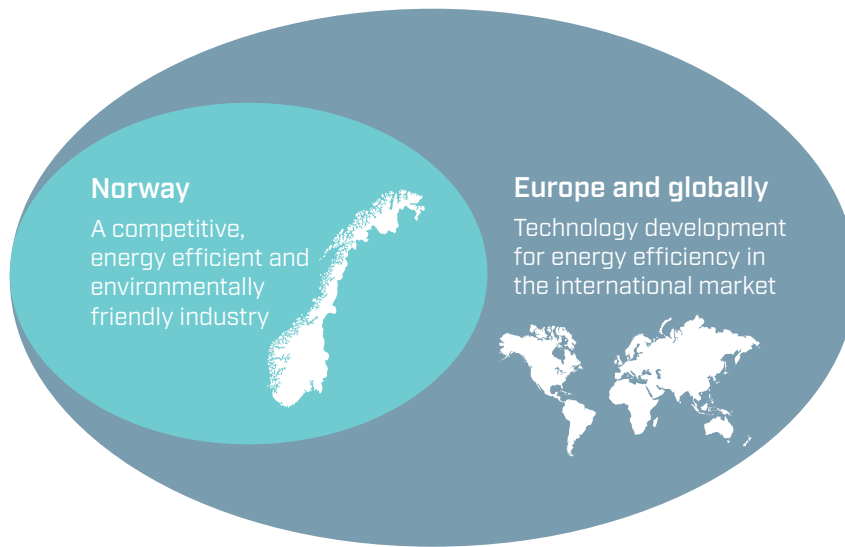 Norway
A competitive,
energy efficient and
environmentally
friendly industry
Europe and globally
Technology development
for energy efficiency in
the international market